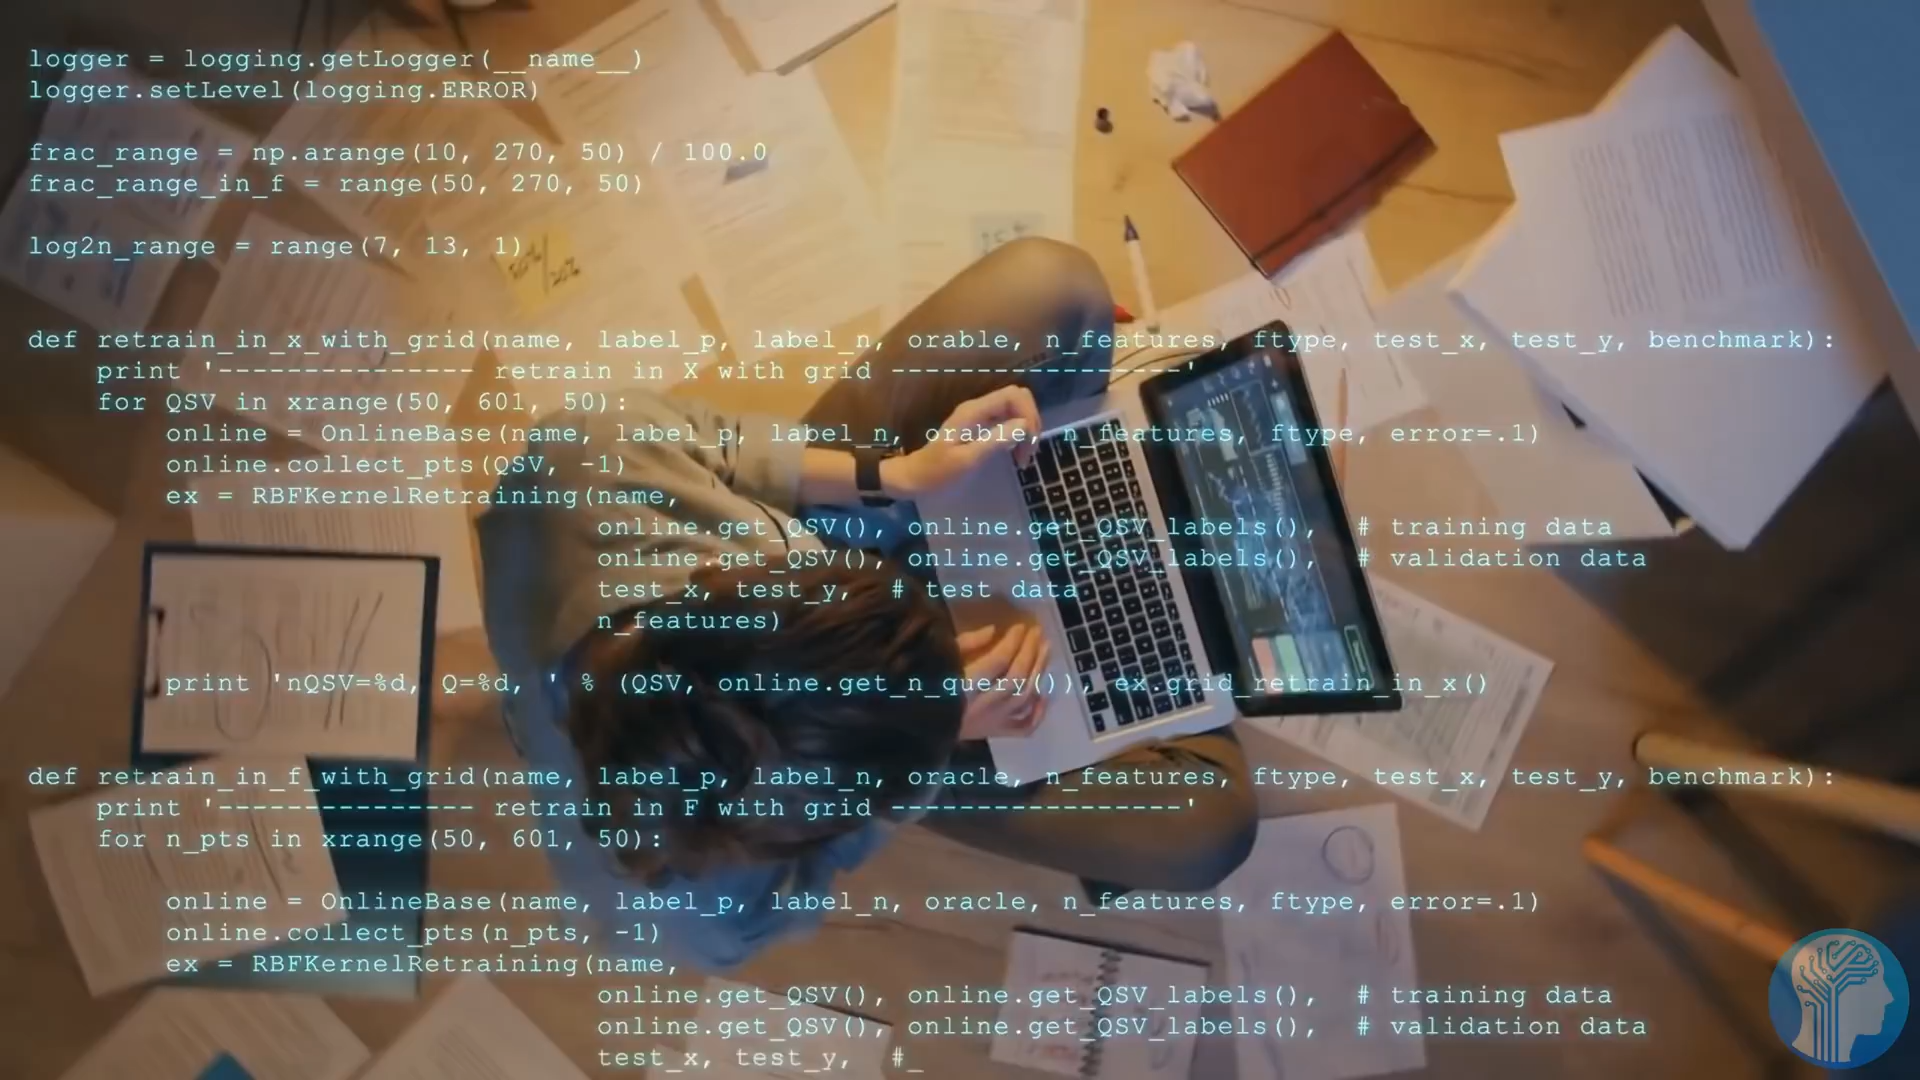 logger = logging.getLogger(__name__)
logger.setLevel(logging.ERROR)
frac_range = np.arange(10, 270, 50) / 100.0
frac_range_in_f = range(50, 270, 50)
log2n_range = range(7, 13, 1)
def retrain_in_x_with_grid(name, label_p, label_n, orable, n_features, ftype, test_x, test_y, benchmark):
print '--------------- retrain in X with grid -----------------'
for QSV in xrange(50, 601, 50):
online = OnlineBase(name, label_p, label_n, orable, n_features, ftype, error=.1)
online.collect_pts(QSV, -1)
ex = RBFKernelRetraining(name,
online.get_QSV(), online.get_QSV_labels(), # training data
online.get_QSV(), online.get_QSV_labels(), # validation data
test_x, test_y, # test data
n_features)
print 'nQSV=%d, Q=%d, ' % (QSV, online.get_n_query()), ex.grid_retrain_in_x()
def retrain_in_f_with_grid(name, label_p, label_n, oracle, n_features, ftype, test_x, test_y, benchmark):
print '--------------- retrain in F with grid -----------------'
for n_pts in xrange(50, 601, 50):
online = OnlineBase(name, label_p, label_n, oracle, n_features, ftype, error=.1)
online.collect_pts(n_pts, -1)
ex = RBFKernelRetraining(name,
online.get_QSV(), online.get_QSV_labels(), # training data
online.get_QSV(), online.get_QSV_labels(), # validation data
test_x, test_y, #_